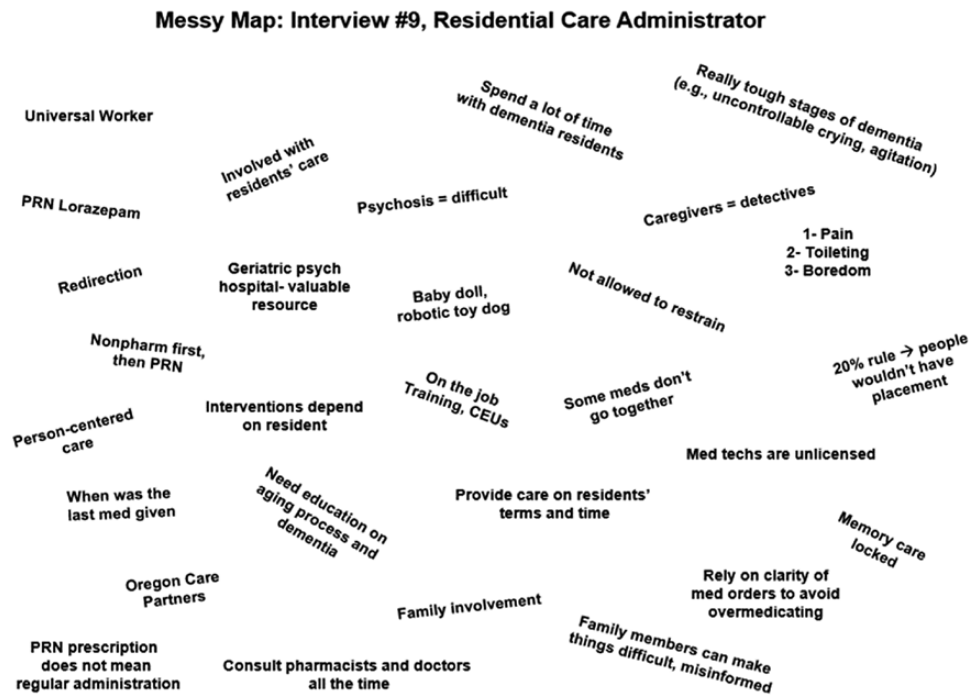 Messy Map: Interview #9, Residential Care Administrator
Universal Worker
Spend a lot of time
with dementia residents
Really tough stages of dementia
(e.g., uncontrollable crying, agitation)
Involved with
residents' care
PRN Lorazepam
Psychosis = difficult
Caregivers = detectives
1- Pain
2- Toileting
3- Boredom
Redirection
Geriatric psych
hospital- valuable
resource
Baby doll,
robotic toy dog
Not allowed to restrain
Nonpharm first,
then PRN
20% rule → people
wouldn't have
placement
On the job
Training, CEUs
Some meds don't
go together
Interventions depend
on resident
Person-centered
care
Med techs are unlicensed
When was the
last med given
Need education on
aging process and
dementia
Provide care on residents'
terms and time
Memory care
locked
Oregon Care
Partners
Family involvement
Rely on clarity of
med orders to avoid
overmedicating
PRN prescription
does not mean
regular administration
Consult pharmacists and doctors
all the time
Family members can make
things difficult, misinformed